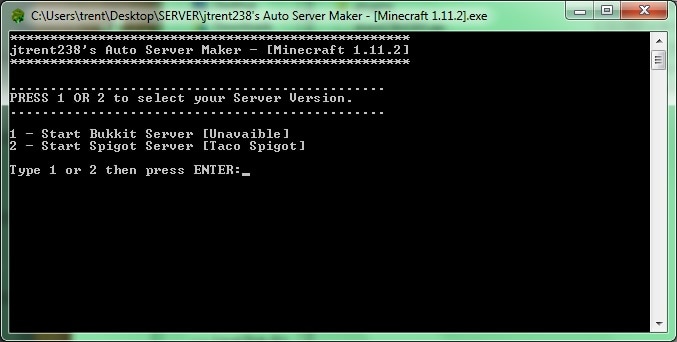 C:\Users\trent\Desktop\SERVER\jtrent238's Auto Server Maker - [Minecraft 1.11.2].exe
**************************************************
jtrent238's Auto Server Maker - [Minecraft 1.11.2]
**************************************************
...............................................
PRESS 1 OR 2 to select your Server Version.
...............................................
1 - Start Bukkit Server [Unavaible]
2 - Start Spigot Server [Taco Spigot]
Type 1 or 2 then press ENTER:_